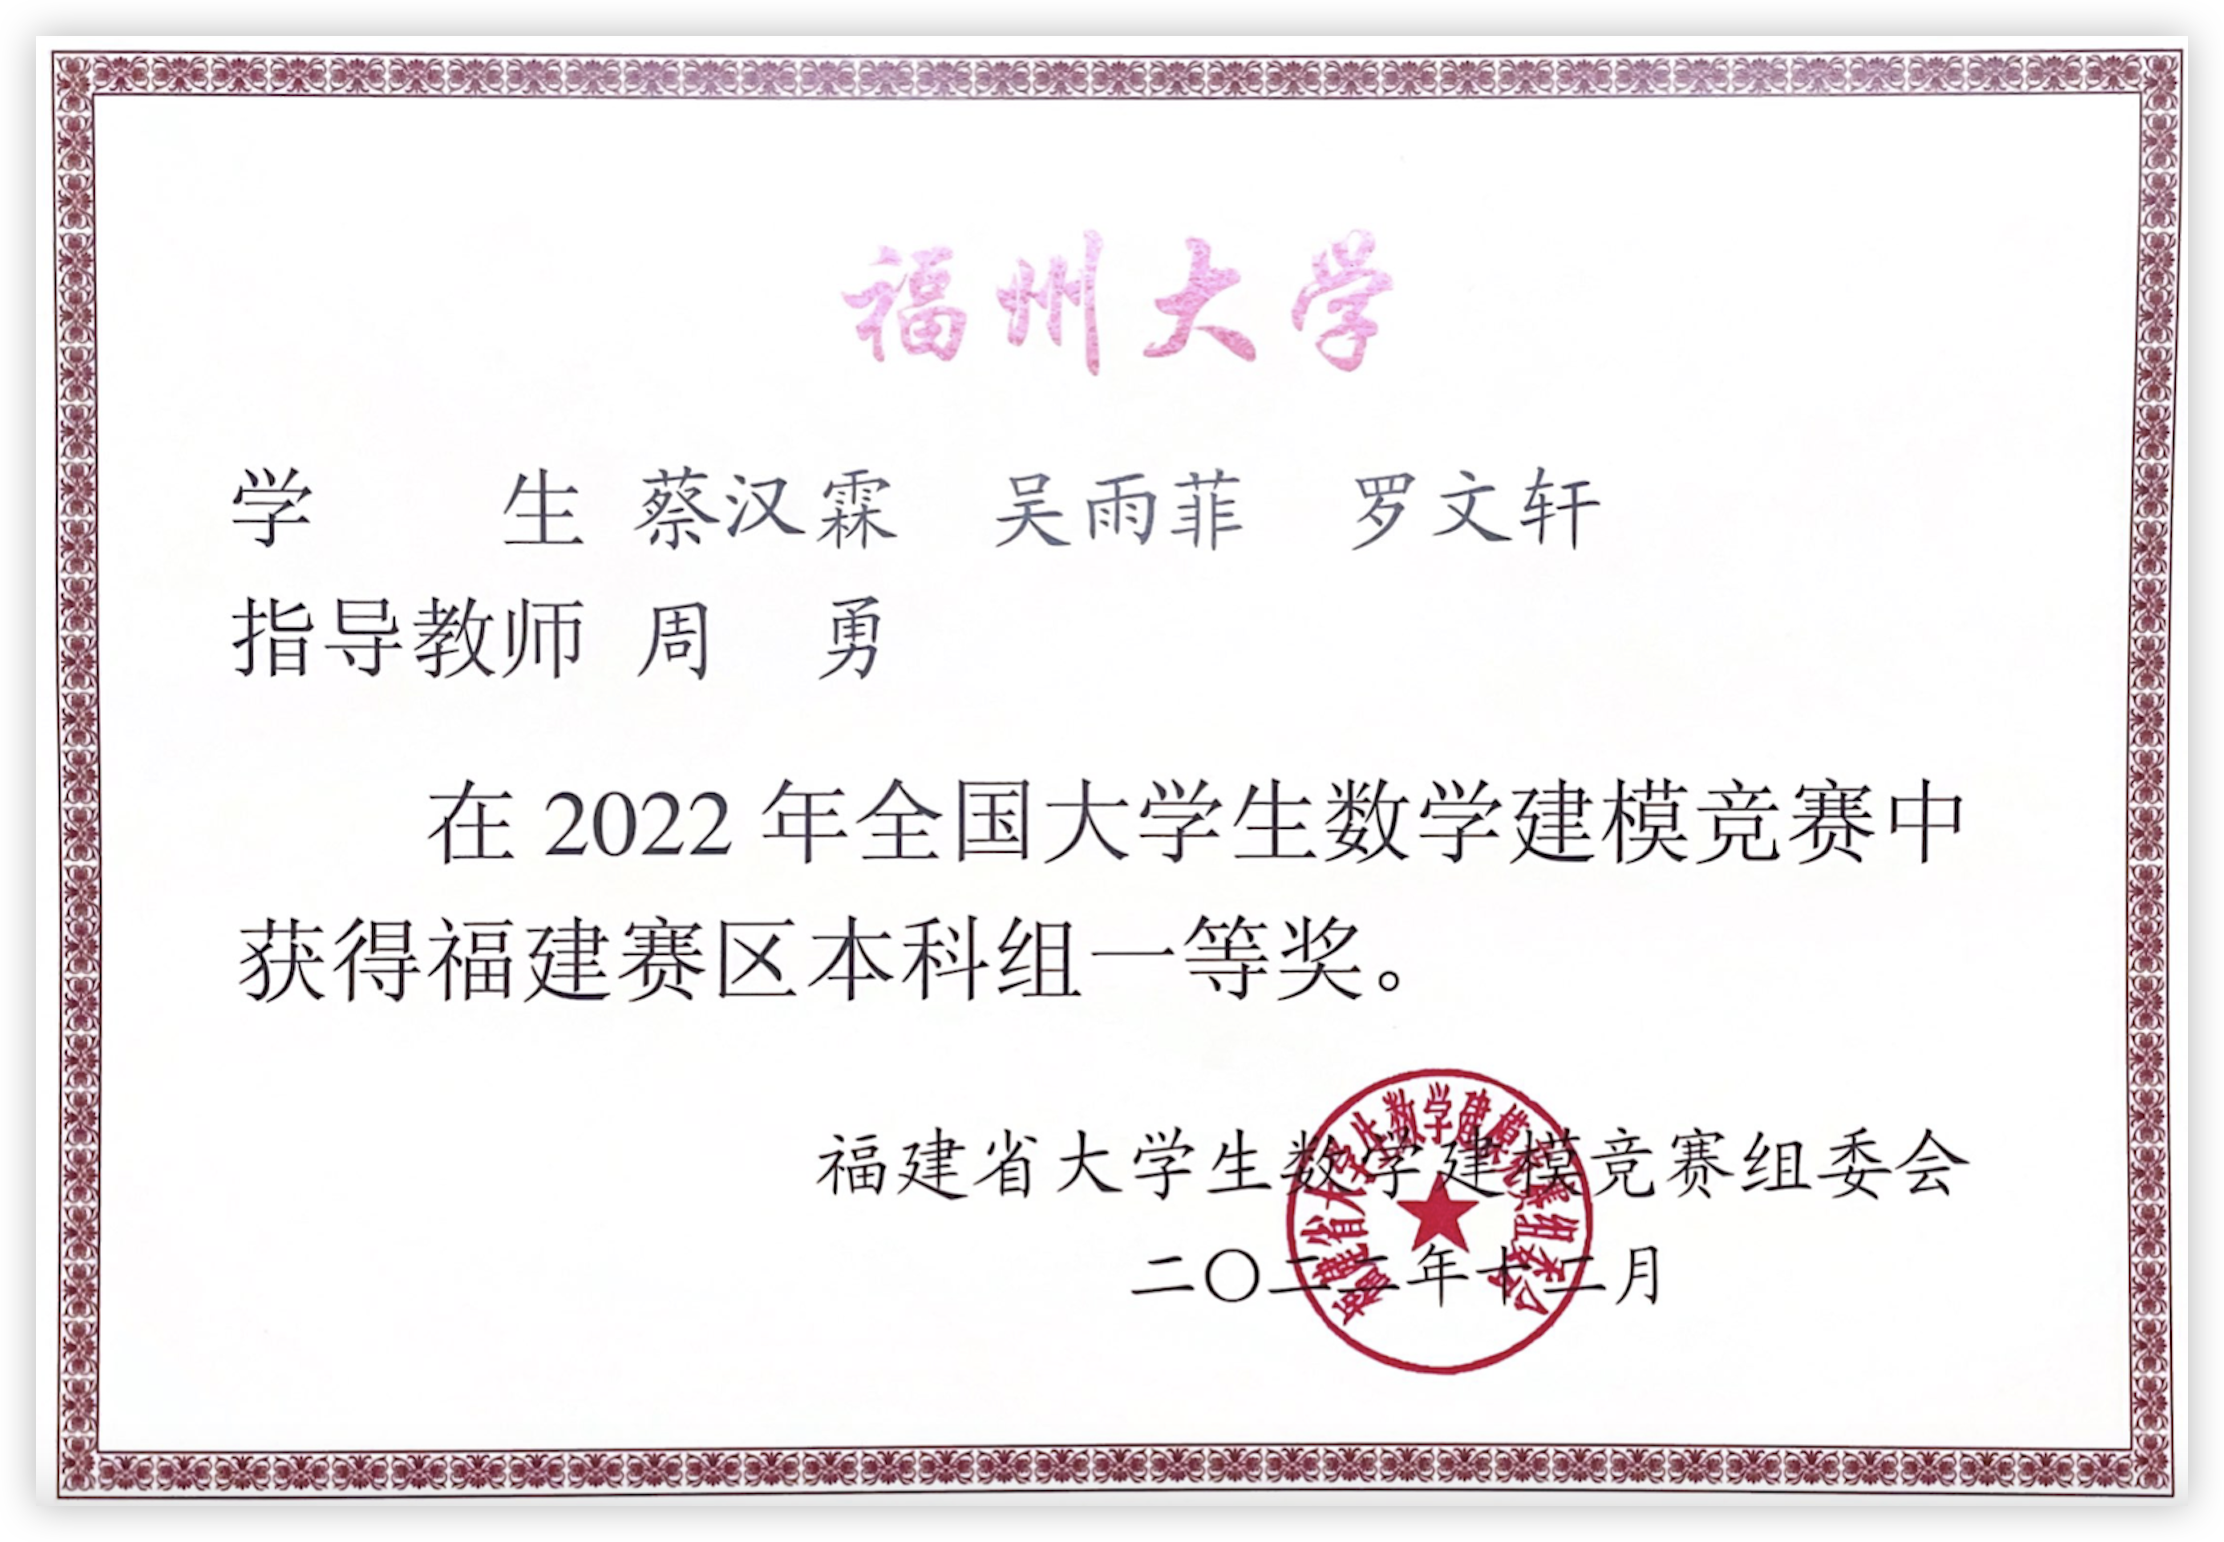 福州大学
学 生 蔡汉霖 吴雨菲 罗文轩
指导教师 周 勇
在 2022 年全国大学生数学建模竞赛中
获得福建赛区本科组一等奖。
福建省大学生数学建模竞赛组委会
二〇二二年十二月
福建省大学生数学建模竞赛组委会